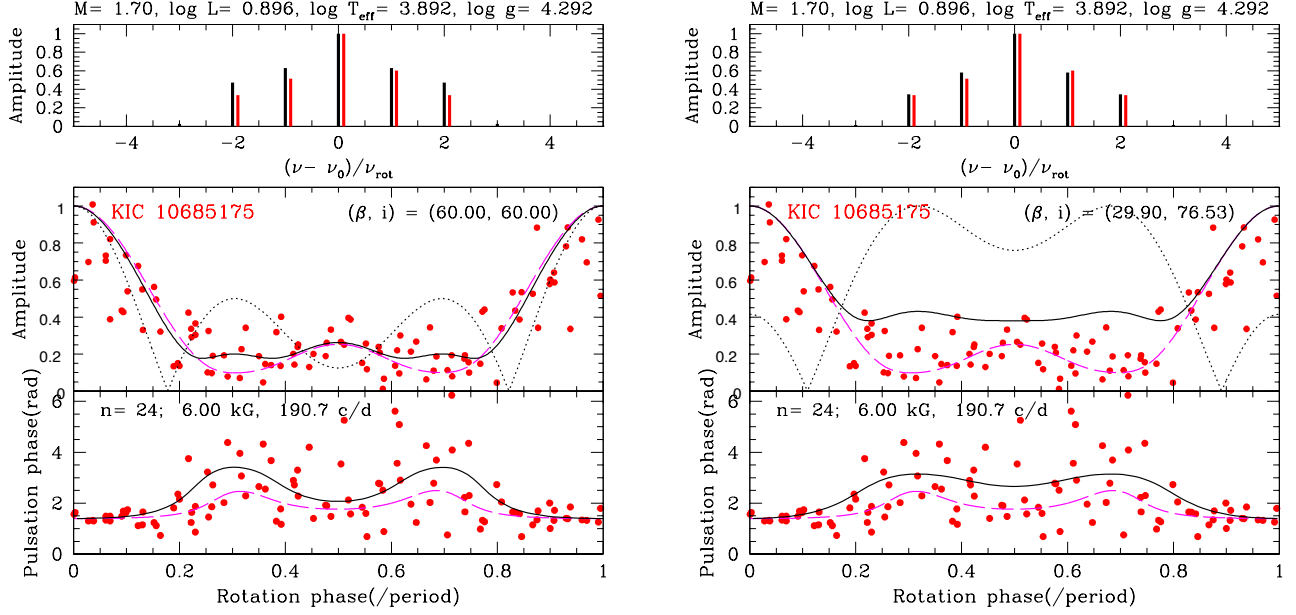 M= 1.70, log L= 0.896, log T_eff= 3.892, log g= 4.292
Amplitude
1
0.8
0.6
0.4
0.2
0
−4 −2 0 2 4
(ν− ν_0)/ν_rot
KIC 10685175 (β, i) = (60.00, 60.00)
Amplitude
1
0.8
0.6
0.4
0.2
0
n= 24; 6.00 kG, 190.7 c/d
Pulsation phase(rad)
6
4
2
0
0 0.2 0.4 0.6 0.8 1
Rotation phase(/period)
M= 1.70, log L= 0.896, log T_eff= 3.892, log g= 4.292
Amplitude
1
0.8
0.6
0.4
0.2
0
−4 −2 0 2 4
(ν− ν_0)/ν_rot
KIC 10685175 (β, i) = (29.90, 76.53)
Amplitude
1
0.8
0.6
0.4
0.2
0
n= 24; 6.00 kG, 190.7 c/d
Pulsation phase(rad)
6
4
2
0
0 0.2 0.4 0.6 0.8 1
Rotation phase(/period)